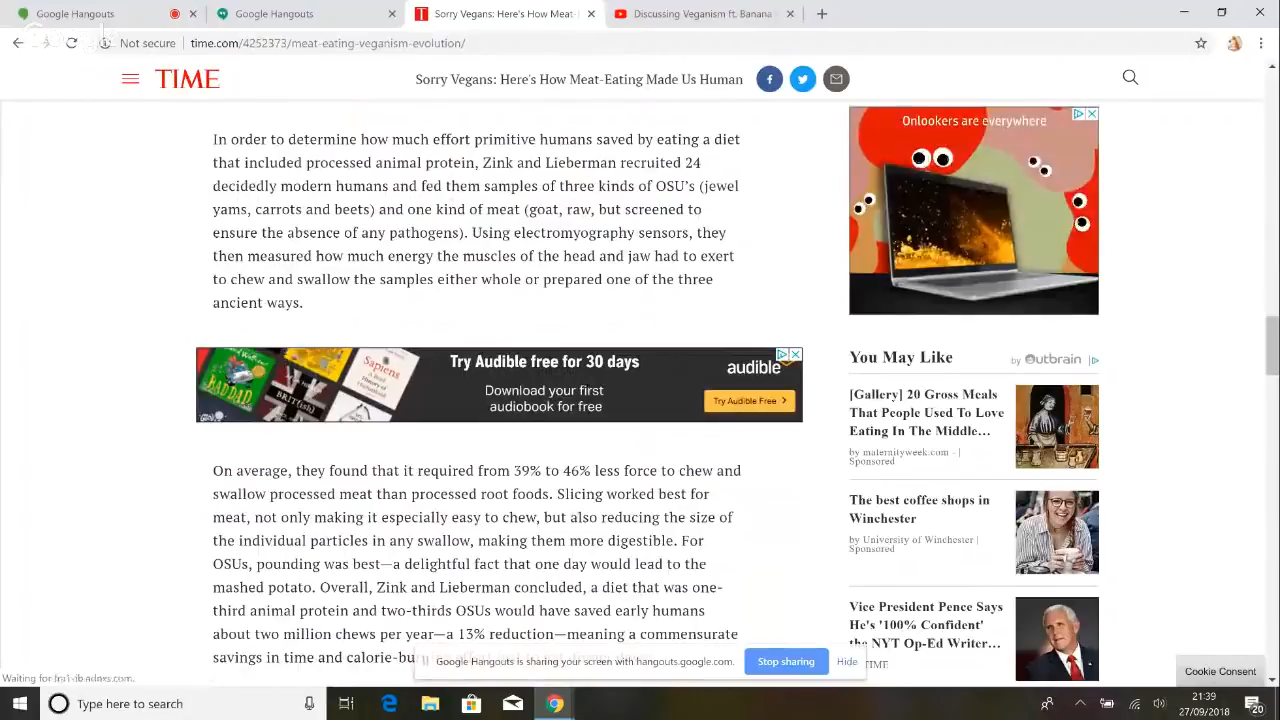 Google Hangouts
Google Hangouts
Sorry Vegans: Here's How Meat-
Discussing Veganism ft. Banana
Not secure
time.com/4252373/meat-eating-veganism-evolution/
TIME
Sorry Vegans: Here's How Meat-Eating Made Us Human
In order to determine how much effort primitive humans saved by eating a diet
that included processed animal protein, Zink and Lieberman recruited 24
decidedly modern humans and fed them samples of three kinds of OSU's (jewel
yams, carrots and beets) and one kind of meat (goat, raw, but screened to
ensure the absence of any pathogens). Using electromyography sensors, they
then measured how much energy the muscles of the head and jaw had to exert
to chew and swallow the samples either whole or prepared one of the three
ancient ways.
Sapiens
BRIT(ish)
Try Audible free for 30 days
Download your first
audiobook for free
audible
Try Audible Free >
On average, they found that it required from 39% to 46% less force to chew and
swallow processed meat than processed root foods. Slicing worked best for
meat, not only making it especially easy to chew, but also reducing the size of
the individual particles in any swallow, making them more digestible. For
OSUs, pounding was best—a delightful fact that one day would lead to the
mashed potato. Overall, Zink and Lieberman concluded, a diet that was one-
third animal protein and two-thirds OSUs would have saved early humans
about two million chews per year—a 13% reduction—meaning a commensurate
savings in time and calorie-bu
Onlookers are everywhere
You May Like
by Outbrain
[Gallery] 20 Gross Meals
That People Used To Love
Eating In The Middle...
by maternityweek.com - |
Sponsored
The best coffee shops in
Winchester
by University of Winchester |
Sponsored
Vice President Pence Says
He's '100% Confident'
the NYT Op-Ed Writer...
TIME
Google Hangouts is sharing your screen with hangouts.google.com.
Stop sharing
Hide
Cookie Consent
Type here to search
21:39
27/09/2018
20